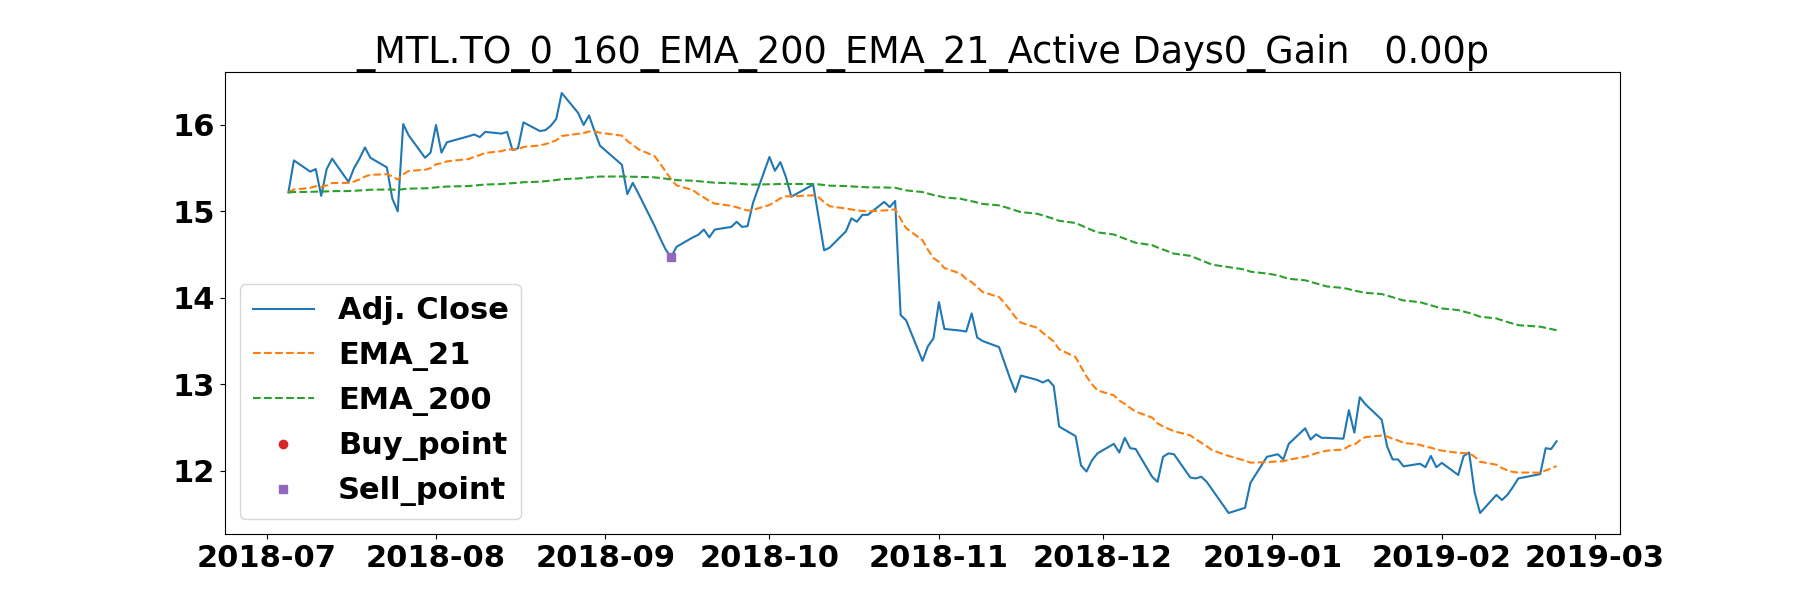 _MTL.TO_0_160_EMA_200_EMA_21_Active Days0_Gain   0.00p
16
15
14
13
12
Adj. Close
EMA_21
EMA_200
Buy_point
Sell_point
2018-07 2018-08 2018-09 2018-10 2018-11 2018-12 2019-01 2019-02 2019-03